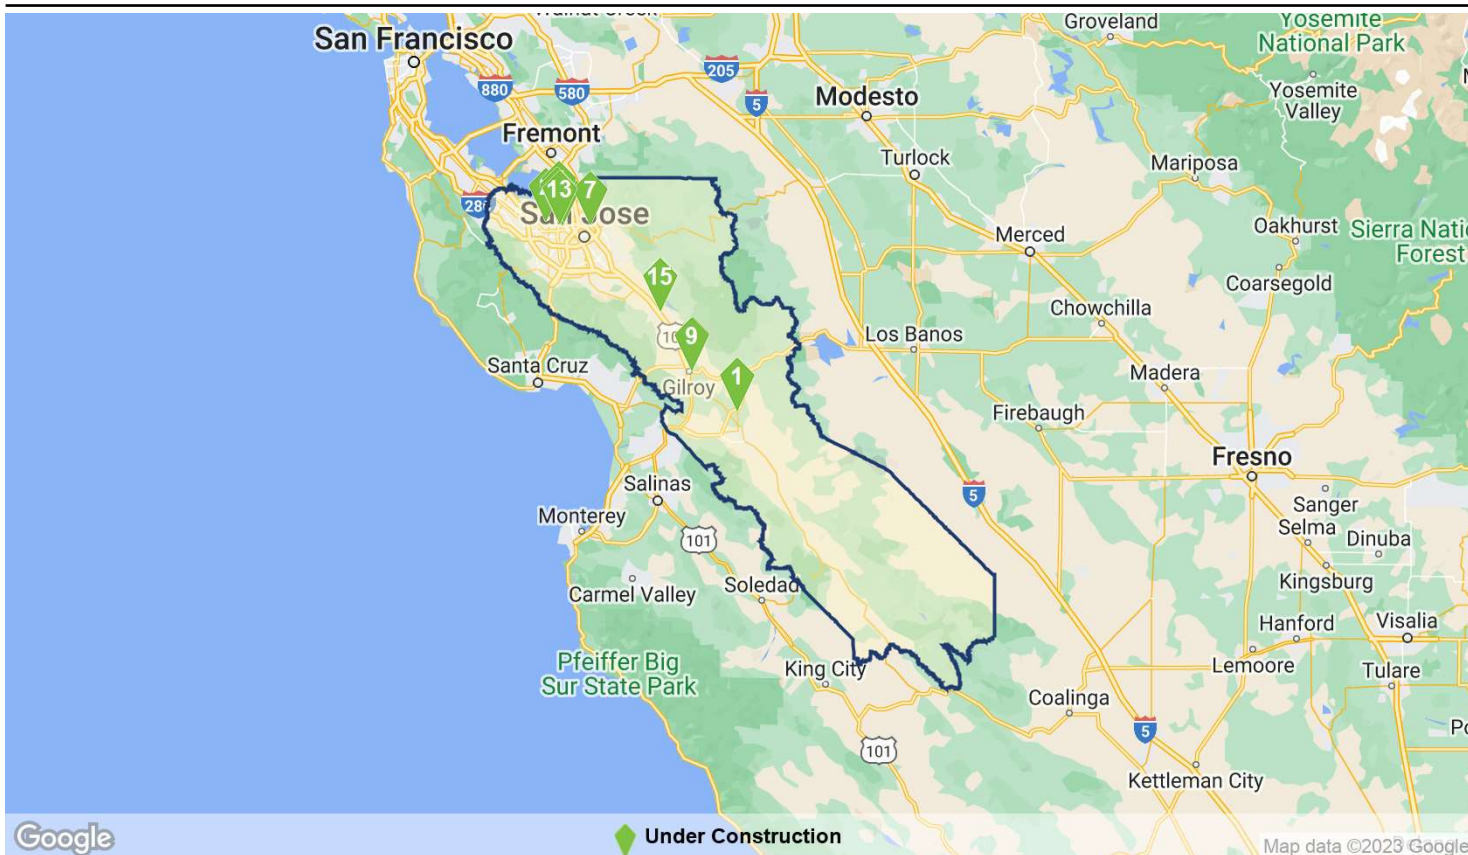 Groveland
Yosemite
National Park
San Francisco
205
880
580
5
Modesto
Yosemite
Valley
Fremont
Turlock
Mariposa
13
7
280
San Jose
Merced
Oakhurst
Sierra Natio
Forest
15
Coarsegold
Chowchilla
9
Los Banos
Santa Cruz
1
Gilroy
Madera
Firebaugh
Fresno
Salinas
5
Sanger
Monterey
Selma
101
Dinuba
Soledad
Kingsburg
Carmel Valley
Hanford
Visalia
Pfeiffer Big
Sur State Park
King City
Lemoore
Tulare
Coalinga
5
101
Kettleman City
Google
Under Construction
Map data ©2023 Google